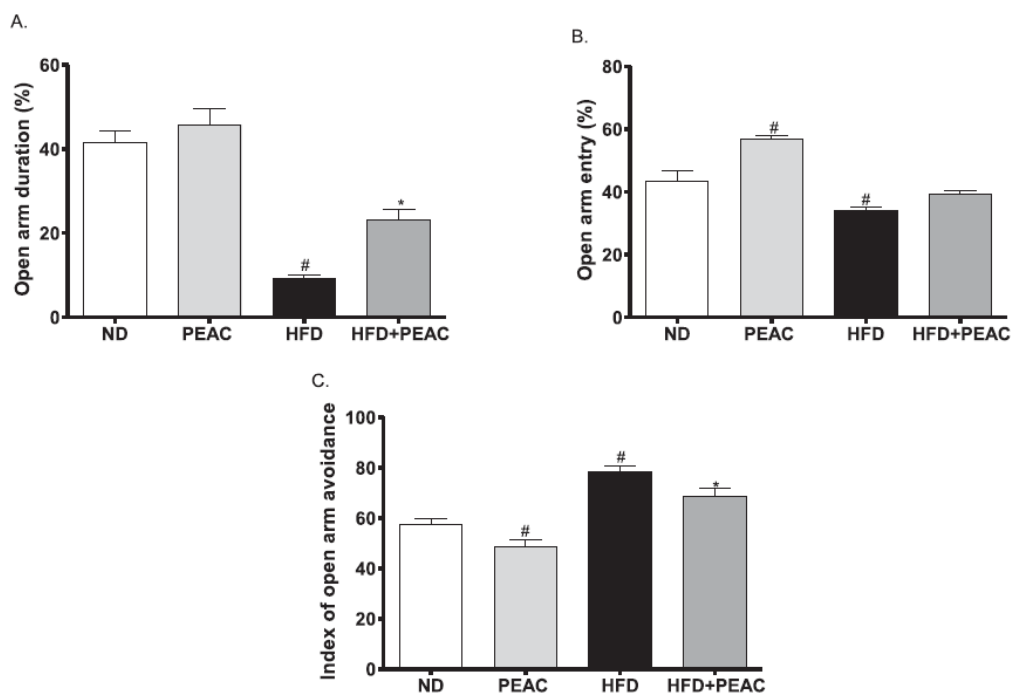 A.
Open arm duration (%)
60
40
20
0
#
*
ND PEAC HFD HFD+PEAC
B.
Open arm entry (%)
80
60
40
20
0
#
#
ND PEAC HFD HFD+PEAC
C.
Index of open arm avoidance
100
80
60
40
20
0
#
#
*
ND PEAC HFD HFD+PEAC